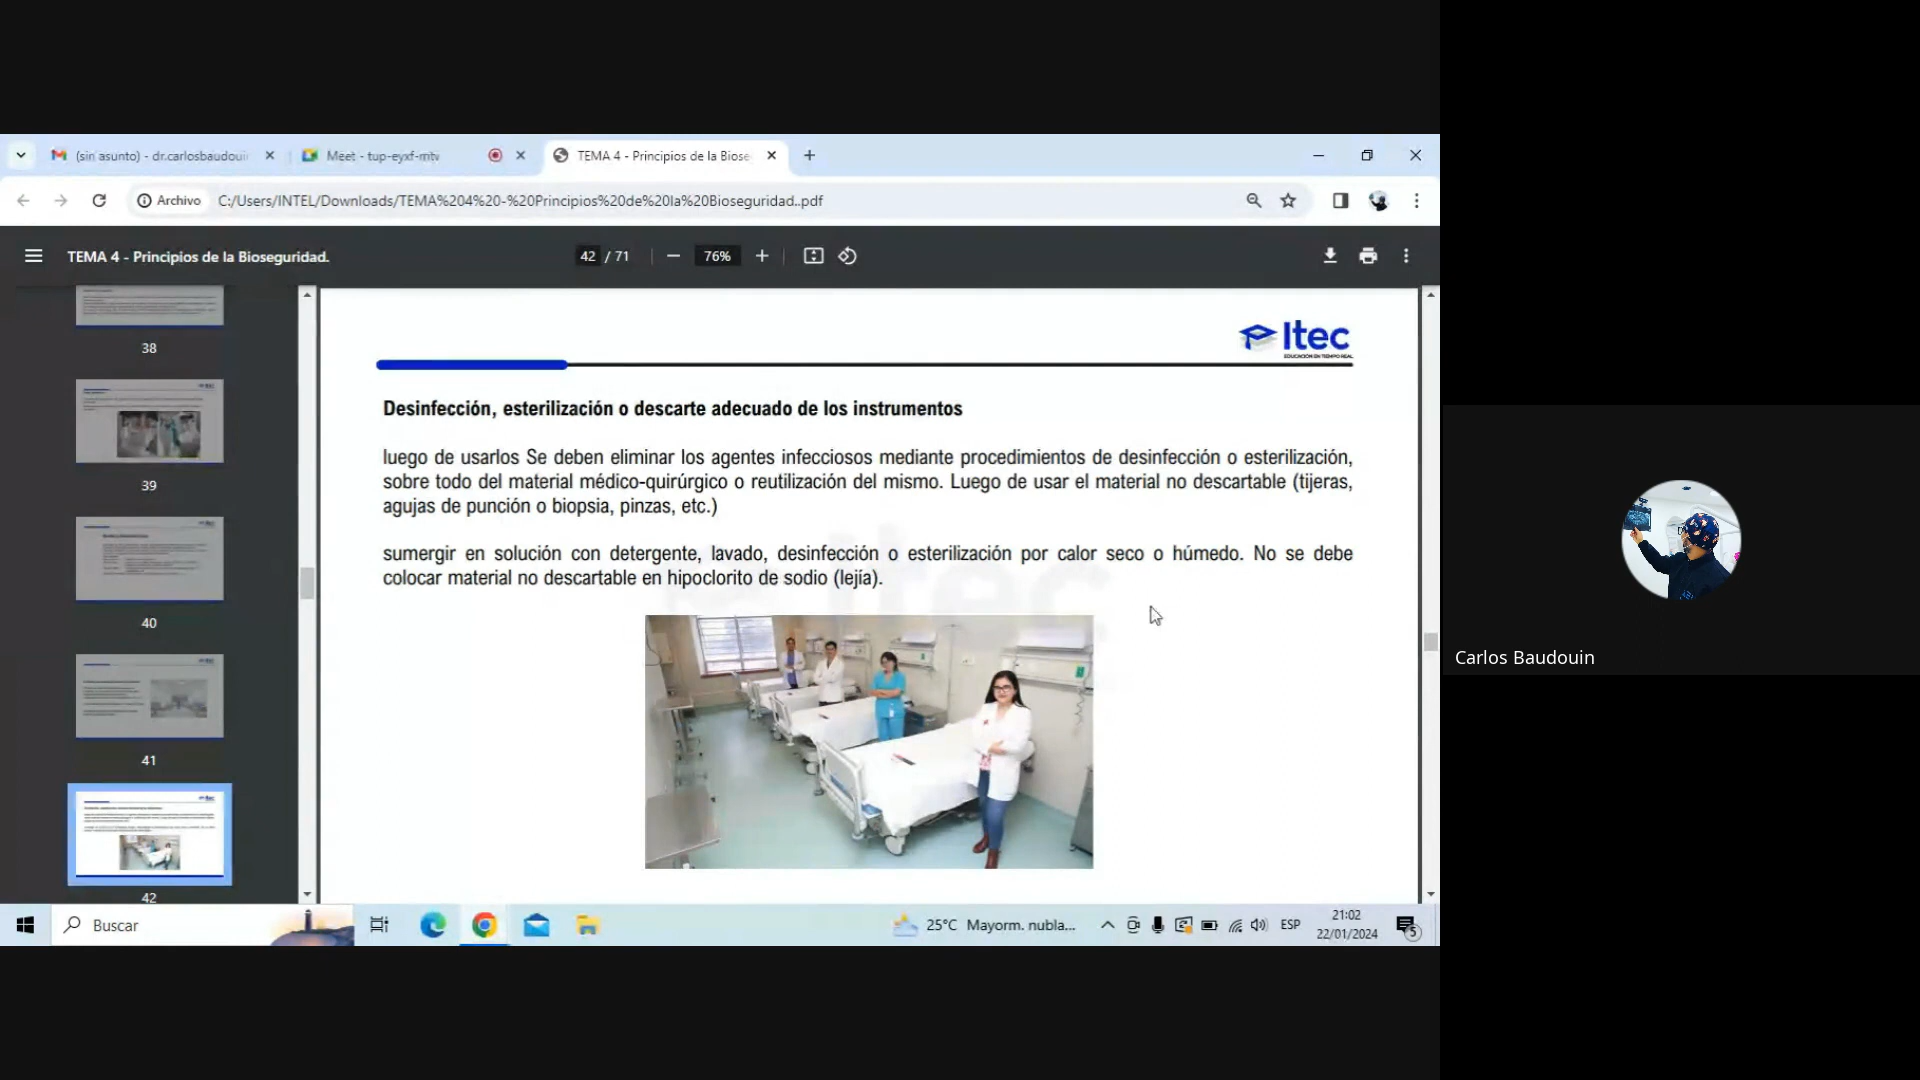 (sin asunto) - dr.carlosbaudoui
Meet - tup-eyxf-mtv
TEMA 4 - Principios de la Biose
Archivo
C:/Users/INTEL/Downloads/TEMA%204%20-%20Principios%20de%20la%20Bioseguridad..pdf
TEMA 4 - Principios de la Bioseguridad.
42 / 71
76%
38
39
40
41
42
Itec
EDUCACIÓN EN TIEMPO REAL
Desinfección, esterilización o descarte adecuado de los instrumentos
luego de usarlos Se deben eliminar los agentes infecciosos mediante procedimientos de desinfección o esterilización,
sobre todo del material médico-quirúrgico o reutilización del mismo. Luego de usar el material no descartable (tijeras,
agujas de punción o biopsia, pinzas, etc.)
sumergir en solución con detergente, lavado, desinfección o esterilización por calor seco o húmedo. No se debe
colocar material no descartable en hipoclorito de sodio (lejía).
Carlos Baudouin
Buscar
25°C Mayorm. nubla...
ESP
21:02
22/01/2024
5